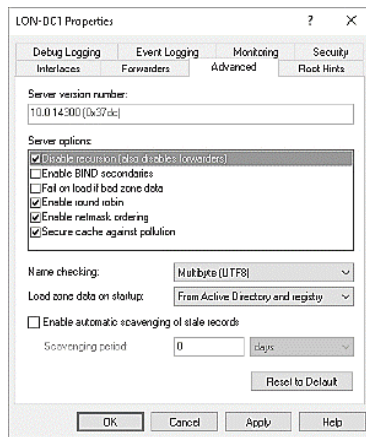 LON-DC1 Properties ? ×
Debug Logging Event Logging Monitoring Security
Interfaces Forwarders Advanced Root Hints
Server version number:
10.0 14300 (0x37dc)
Server options:
Disable recursion (also disables forwarders)
Enable BIND secondaries
Fail on load if bad zone data
Enable round robin
Enable netmask ordering
Secure cache against pollution
Name checking: Multibyte (UTF8)
Load zone data on startup: From Active Directory and registry
Enable automatic scavenging of stale records
Scavenging period: 0 days
Reset to Default
OK Cancel Apply Help